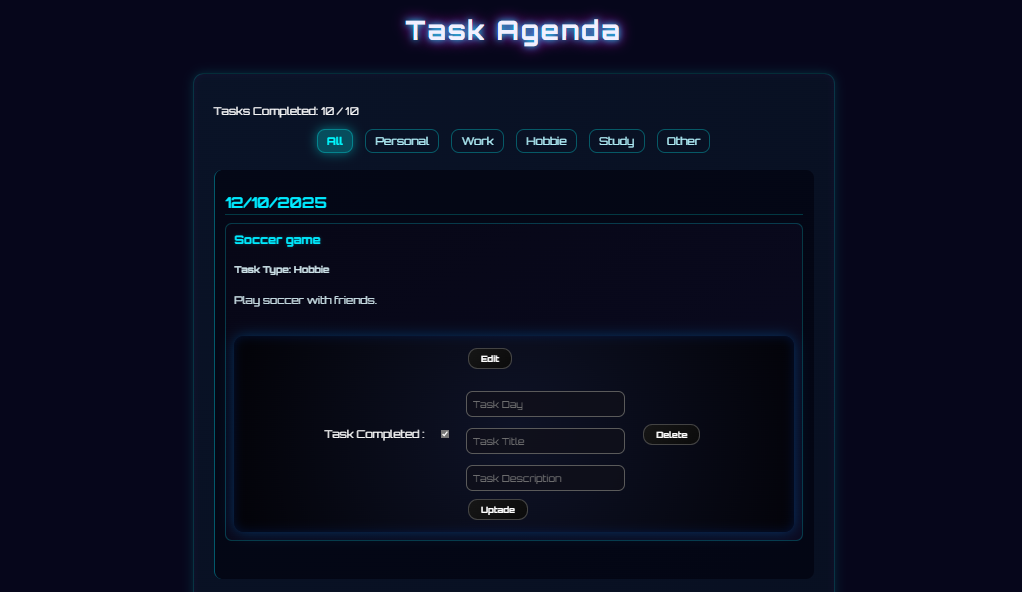 Task Agenda
Tasks Completed: 10 / 10
All Personal Work Hobbie Study Other
12/10/2025
Soccer game
Task Type: Hobbie
Play soccer with friends.
Edit
Task Day
Task Completed :
Task Title
Delete
Task Description
Uptade